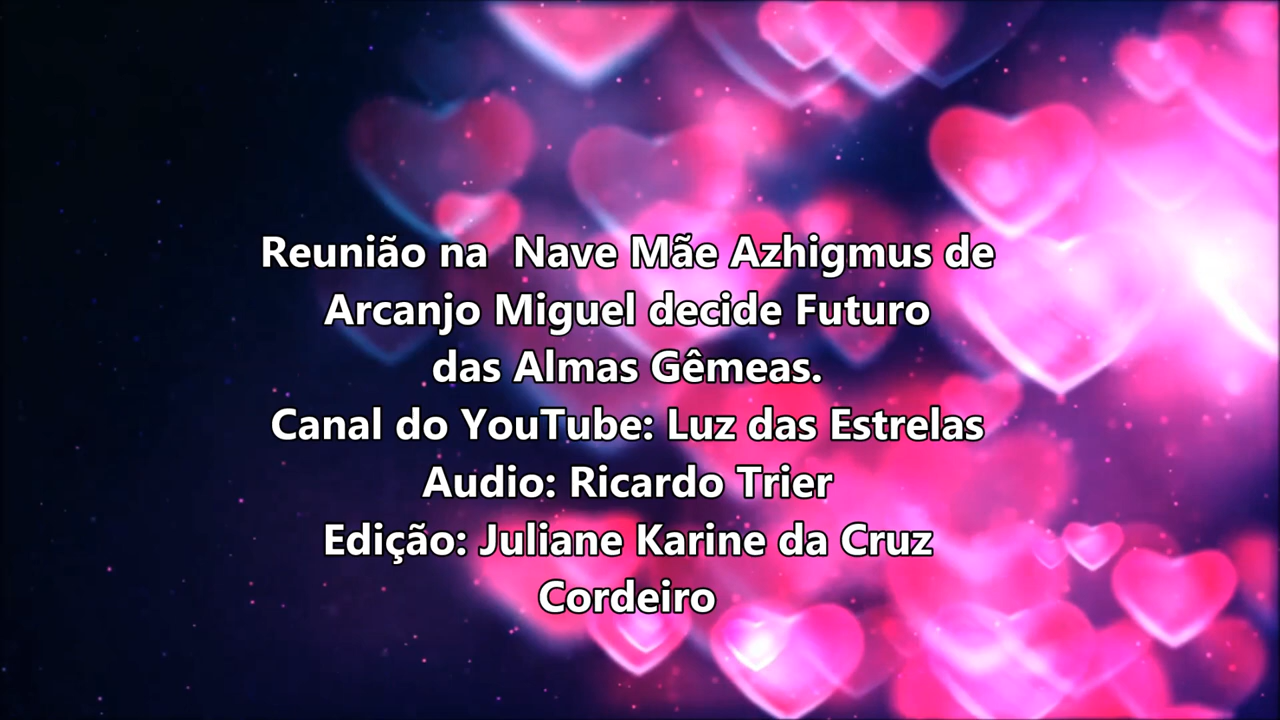 Reunião na  Nave Mãe Azhigmus de
Arcanjo Miguel decide Futuro
das Almas Gêmeas.
Canal do YouTube: Luz das Estrelas
Audio: Ricardo Trier
Edição: Juliane Karine da Cruz
Cordeiro